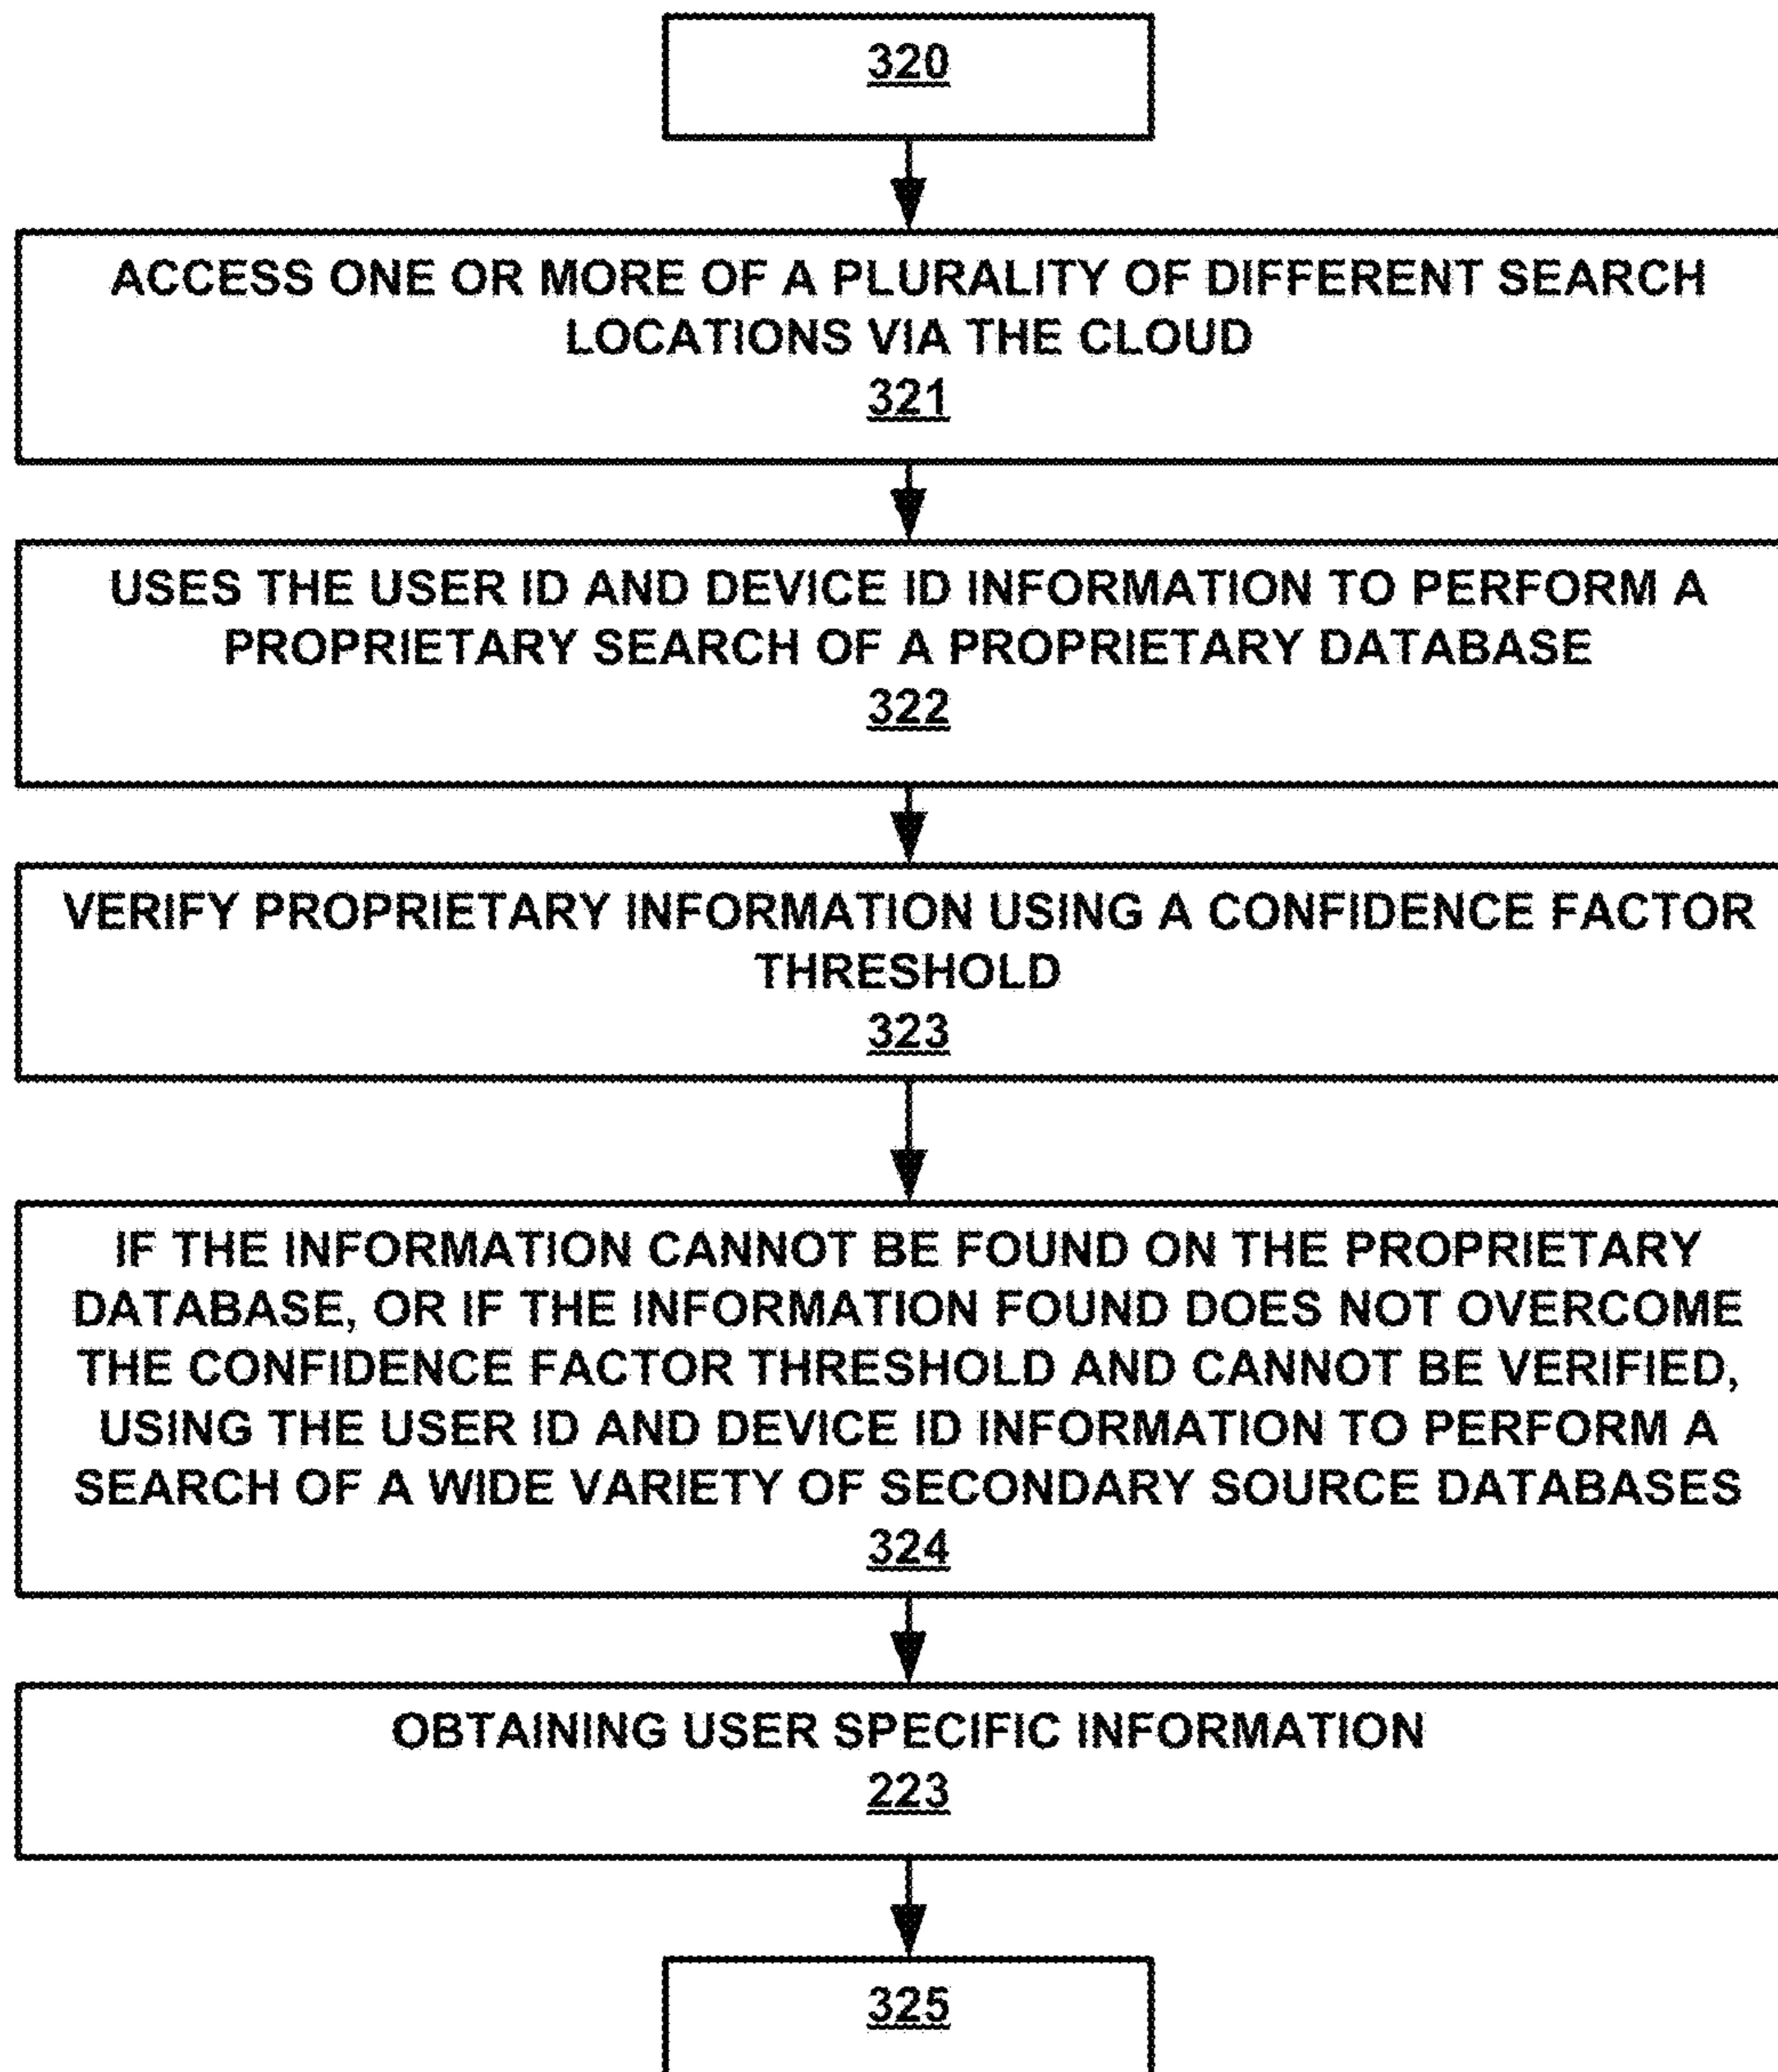 320
ACCESS ONE OR MORE OF A PLURALITY OF DIFFERENT SEARCH
LOCATIONS VIA THE CLOUD
321
USES THE USER ID AND DEVICE ID INFORMATION TO PERFORM A
PROPRIETARY SEARCH OF A PROPRIETARY DATABASE
322
VERIFY PROPRIETARY INFORMATION USING A CONFIDENCE FACTOR
THRESHOLD
323
IF THE INFORMATION CANNOT BE FOUND ON THE PROPRIETARY
DATABASE, OR IF THE INFORMATION FOUND DOES NOT OVERCOME
THE CONFIDENCE FACTOR THRESHOLD AND CANNOT BE VERIFIED,
USING THE USER ID AND DEVICE ID INFORMATION TO PERFORM A
SEARCH OF A WIDE VARIETY OF SECONDARY SOURCE DATABASES
324
OBTAINING USER SPECIFIC INFORMATION
223
325